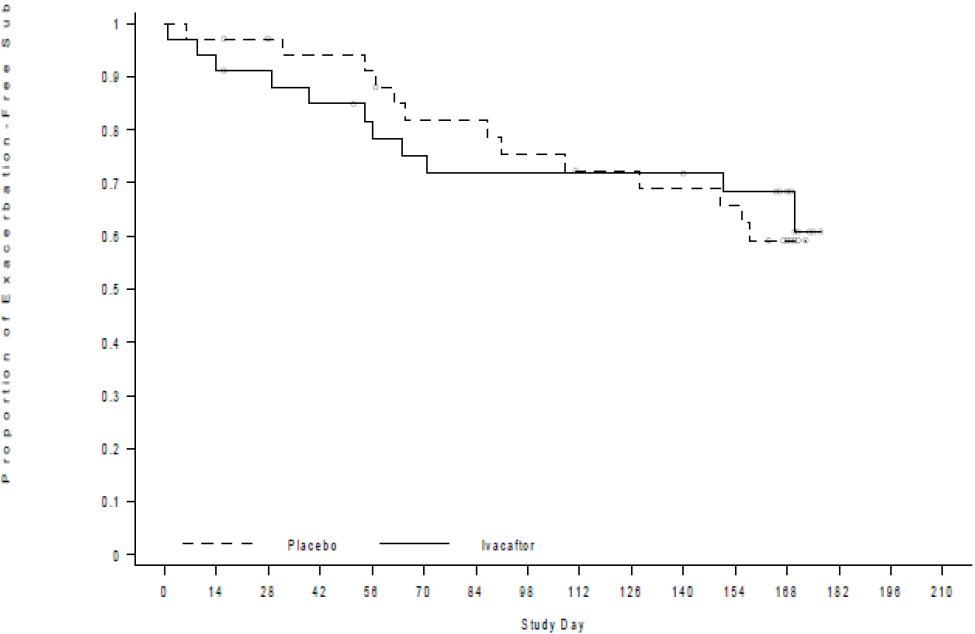 Proportion of Exacerbation-Free Sub
1
0.9
0.8
0.7
0.6
0.5
0.4
0.3
0.2
0.1
0
Placebo Ivacaftor
0 14 28 42 56 70 84 98 112 126 140 154 168 182 196 210
Study Day